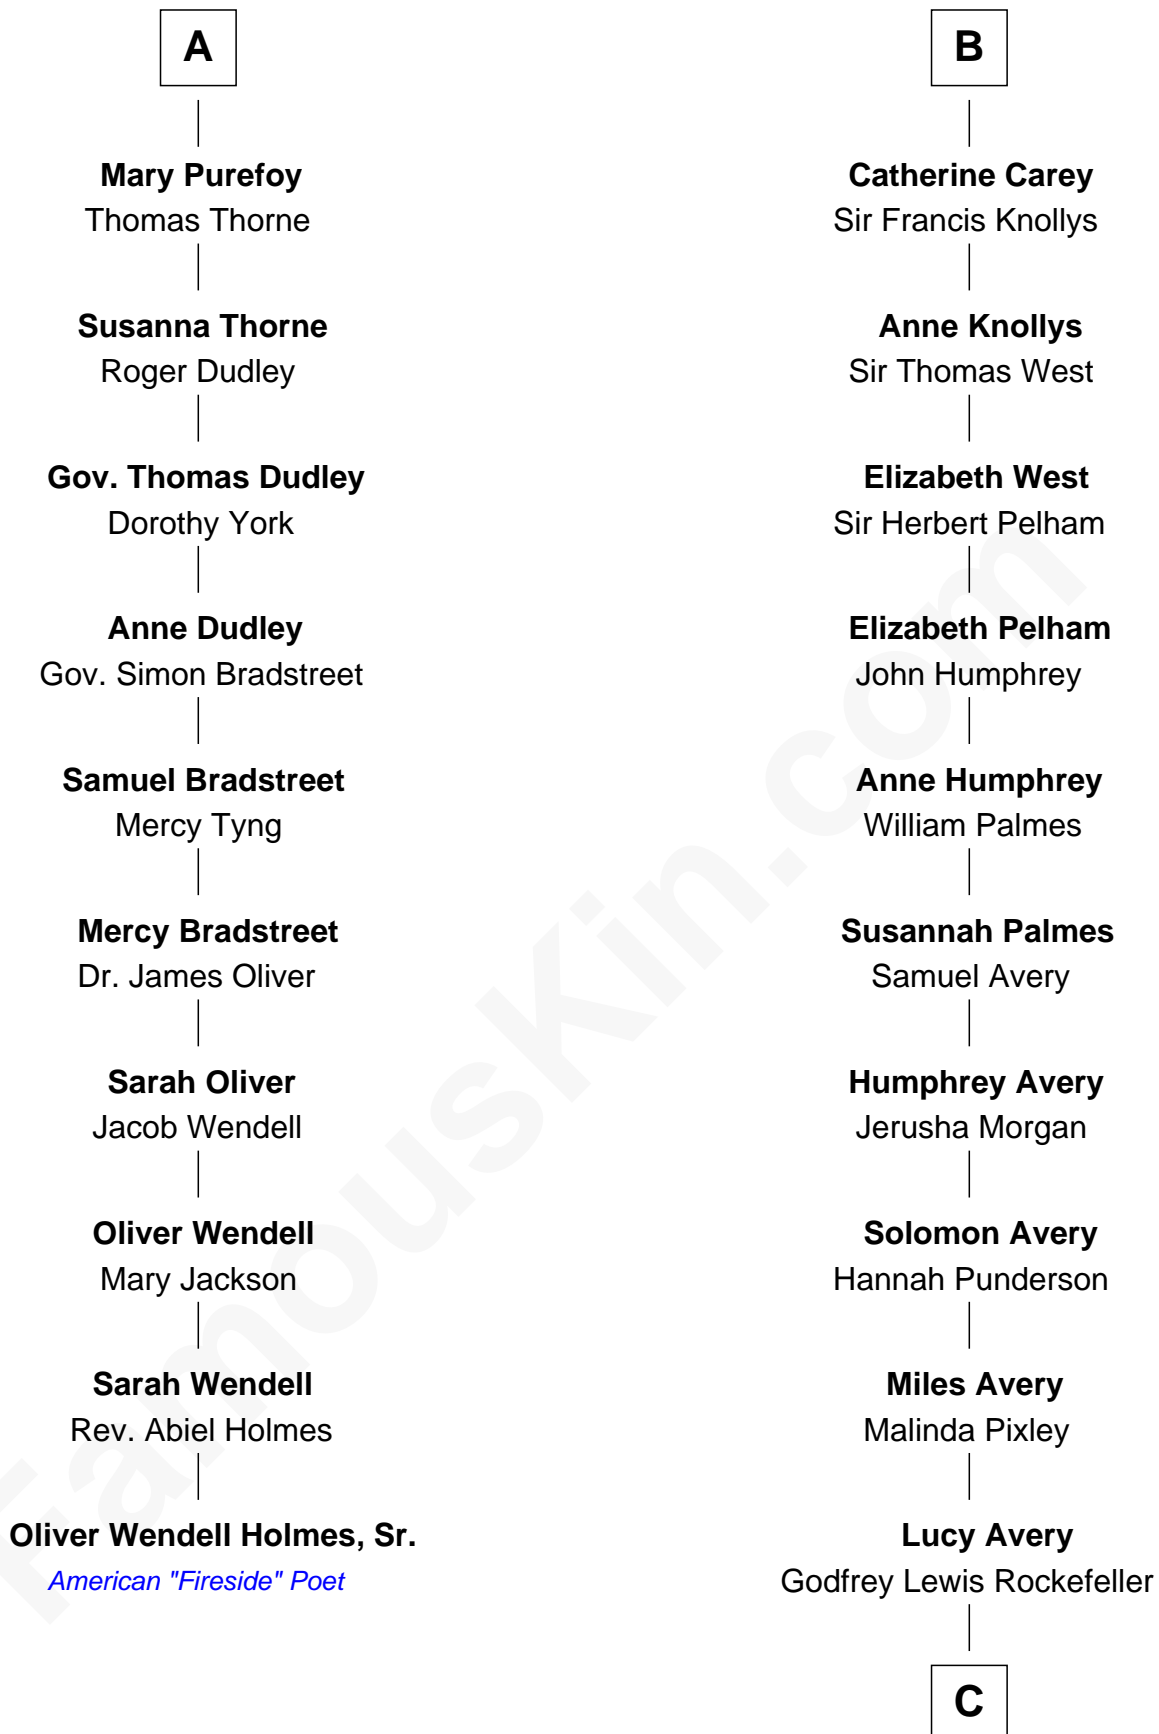 A
Mary Purefoy
Thomas Thorne
Susanna Thorne
Roger Dudley
Gov. Thomas Dudley
Dorothy York
Anne Dudley
Gov. Simon Bradstreet
Samuel Bradstreet
Mercy Tyng
Mercy Bradstreet
Dr. James Oliver
Sarah Oliver
Jacob Wendell
Oliver Wendell
Mary Jackson
Sarah Wendell
Rev. Abiel Holmes
Oliver Wendell Holmes, Sr.
American "Fireside" Poet
B
Catherine Carey
Sir Francis Knollys
Anne Knollys
Sir Thomas West
Elizabeth West
Sir Herbert Pelham
Elizabeth Pelham
John Humphrey
Anne Humphrey
William Palmes
Susannah Palmes
Samuel Avery
Humphrey Avery
Jerusha Morgan
Solomon Avery
Hannah Punderson
Miles Avery
Malinda Pixley
Lucy Avery
Godfrey Lewis Rockefeller
C
FamousKin.com